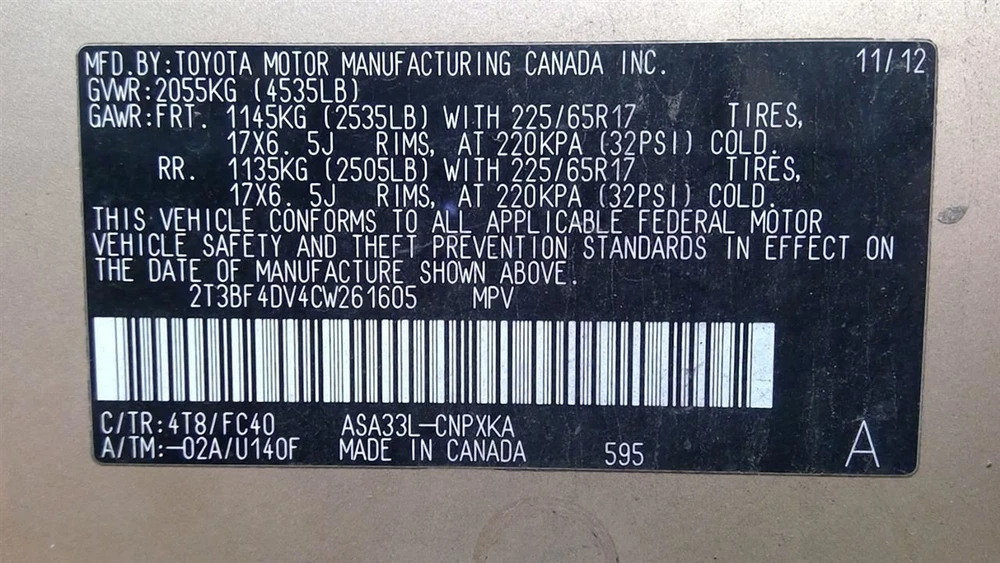 MFD.BY:TOYOTA MOTOR MANUFACTURING CANADA INC. 11/12
GVWR:2055KG (4535LB)
GAWR:FRT. 1145KG (2535LB) WITH 225/65R17 TIRES,
17X6.5J RIMS, AT 220KPA (32PSI) COLD.
RR. 1135KG (2505LB) WITH 225/65R17 TIRES,
17X6.5J RIMS, AT 220KPA (32PSI) COLD.
THIS VEHICLE CONFORMS TO ALL APPLICABLE FEDERAL MOTOR
VEHICLE SAFETY AND THEFT PREVENTION STANDARDS IN EFFECT ON
THE DATE OF MANUFACTURE SHOWN ABOVE.
2T3BF4DV4CW261605 MPV
C/TR:4T8/FC40 ASA33L-CNPXKA
A/TM:-02A/U140F MADE IN CANADA 595 A